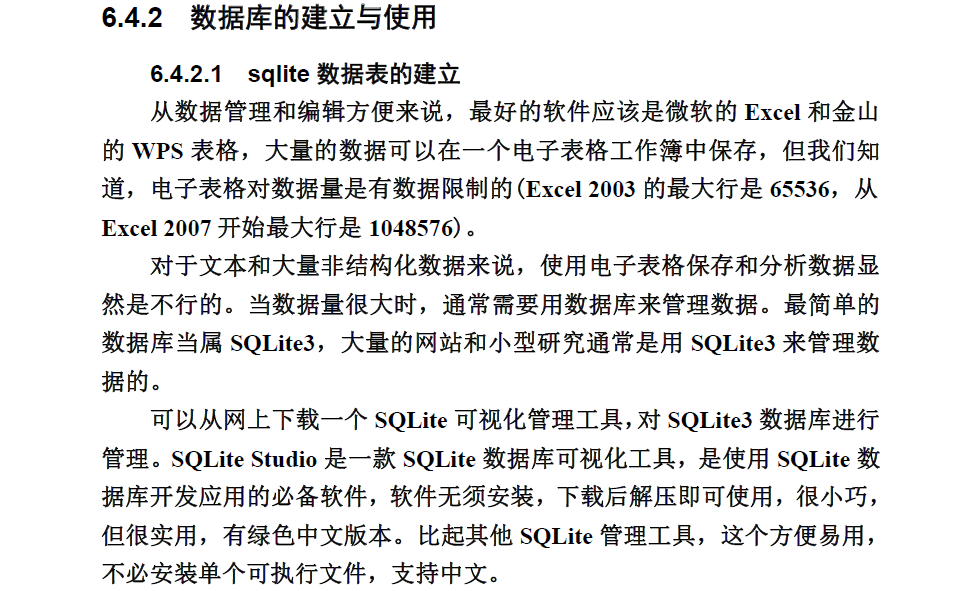 6.4.2 数据库的建立与使用
6.4.2.1 sqlite 数据表的建立
从数据管理和编辑方便来说，最好的软件应该是微软的 Excel 和金山
的 WPS 表格，大量的数据可以在一个电子表格工作簿中保存，但我们知
道，电子表格对数据量是有数据限制的(Excel 2003 的最大行是 65536，从
Excel 2007 开始最大行是 1048576)。
对于文本和大量非结构化数据来说，使用电子表格保存和分析数据显
然是不行的。当数据量很大时，通常需要用数据库来管理数据。最简单的
数据库当属 SQLite3，大量的网站和小型研究通常是用 SQLite3 来管理数
据的。
可以从网上下载一个 SQLite 可视化管理工具，对 SQLite3 数据库进行
管理。SQLite Studio 是一款 SQLite 数据库可视化工具，是使用 SQLite 数
据库开发应用的必备软件，软件无须安装，下载后解压即可使用，很小巧，
但很实用，有绿色中文版本。比起其他 SQLite 管理工具，这个方便易用，
不必安装单个可执行文件，支持中文。